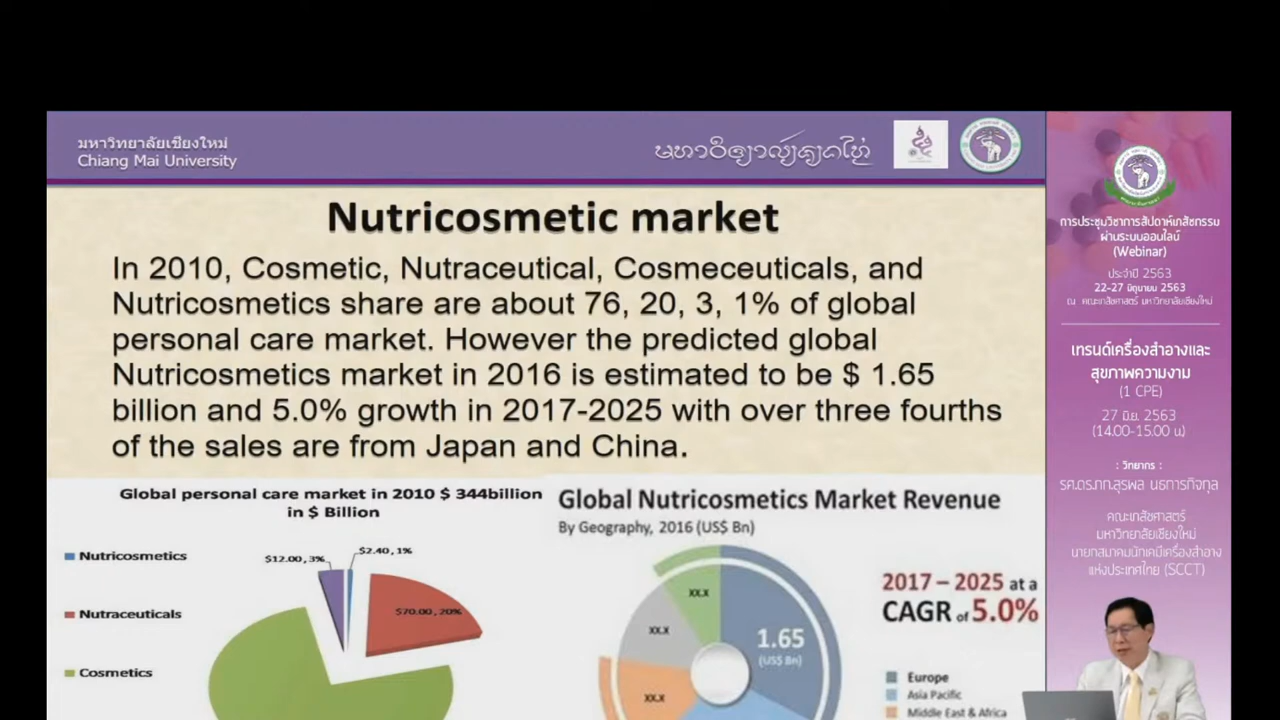 มหาวิทยาลัยเชียงใหม่
Chiang Mai University
Nutricosmetic market
In 2010, Cosmetic, Nutraceutical, Cosmeceuticals, and
Nutricosmetics share are about 76, 20, 3, 1% of global
personal care market. However the predicted global
Nutricosmetics market in 2016 is estimated to be $ 1.65
billion and 5.0% growth in 2017-2025 with over three fourths
of the sales are from Japan and China.
Global personal care market in 2010 $ 344billion
in $ Billion
Nutricosmetics
Nutraceuticals
Cosmetics
$12.00,3%
$2.40,1%
$70.00,20%
Global Nutricosmetics Market Revenue
By Geography, 2016 (US$ Bn)
XX.X
XX.X
XX.X
1.65
(US$ Bn)
2017 – 2025 at a
CAGR of 5.0%
Europe
Asia Pacific
Middle East & Africa
การประชุมวิชาการสัปดาห์เภสัชกรรม
ผ่านระบบออนไลน์
(Webinar)
ประจำปี 2563
22-27 มิถุนายน 2563
ณ คณะเภสัชศาสตร์ มหาวิทยาลัยเชียงใหม่
เทรนด์เครื่องสำอางและ
สุขภาพความงาม
(1 CPE)
27 มิ.ย. 2563
(14.00-15.00 น)
: วิทยากร :
รศ.ดร.ภก.สุรพล นธการกิจกุล
คณะเภสัชศาสตร์
มหาวิทยาลัยเชียงใหม่
นายกสมาคมนักเคมีเครื่องสำอาง
แห่งประเทศไทย (SCCT)